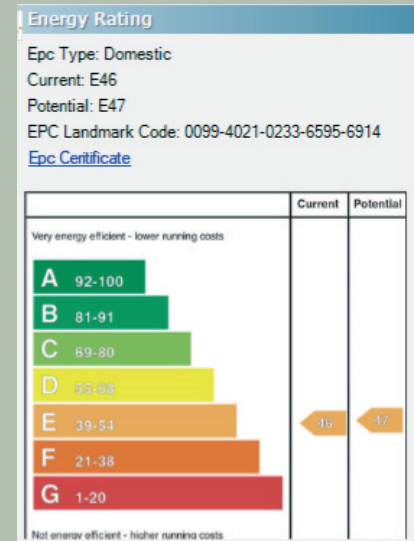 Energy Rating
Epc Type: Domestic
Current: E46
Potential: E47
EPC Landmark Code: 0099-4021-0233-6595-6914
Epc Ceritificate
Current Potential
Very energy efficient - lower running costs
A 92-100
B 81-91
C 69-80
D 55-68
E 39-54 46 47
F 21-38
G 1-20
Not energy efficient - higher running costs